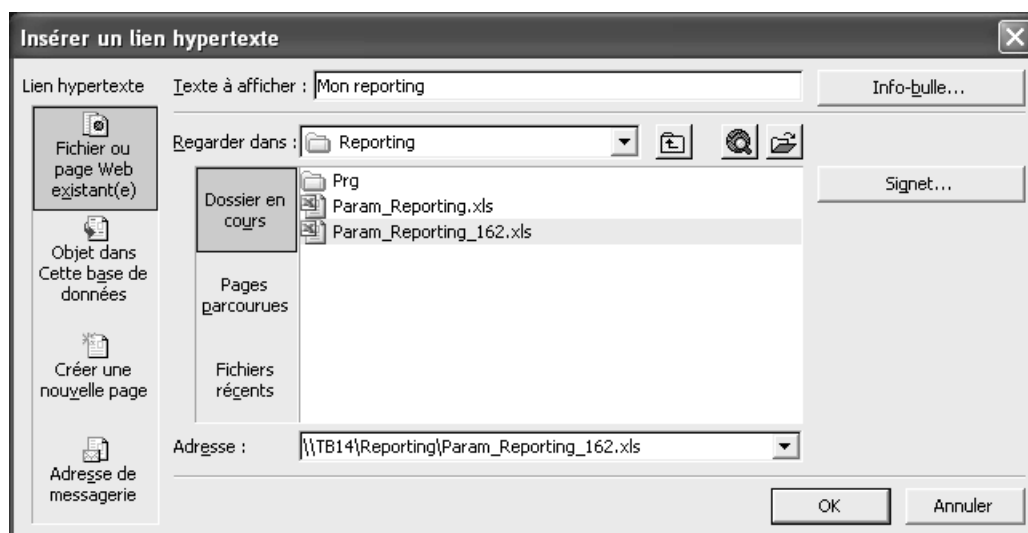 Insérer un lien hypertexte
Lien hypertexte
Texte à afficher : Mon reporting
Info-bulle...
Fichier ou
page Web
existant(e)
Regarder dans : Reporting
Dossier en
cours
Prg
Param_Reporting.xls
Param_Reporting_162.xls
Signet...
Objet dans
Cette base de
données
Pages
parcourues
Créer une
nouvelle page
Fichiers
récents
Adresse de
messagerie
Adresse : \\TB14\Reporting\Param_Reporting_162.xls
OK
Annuler